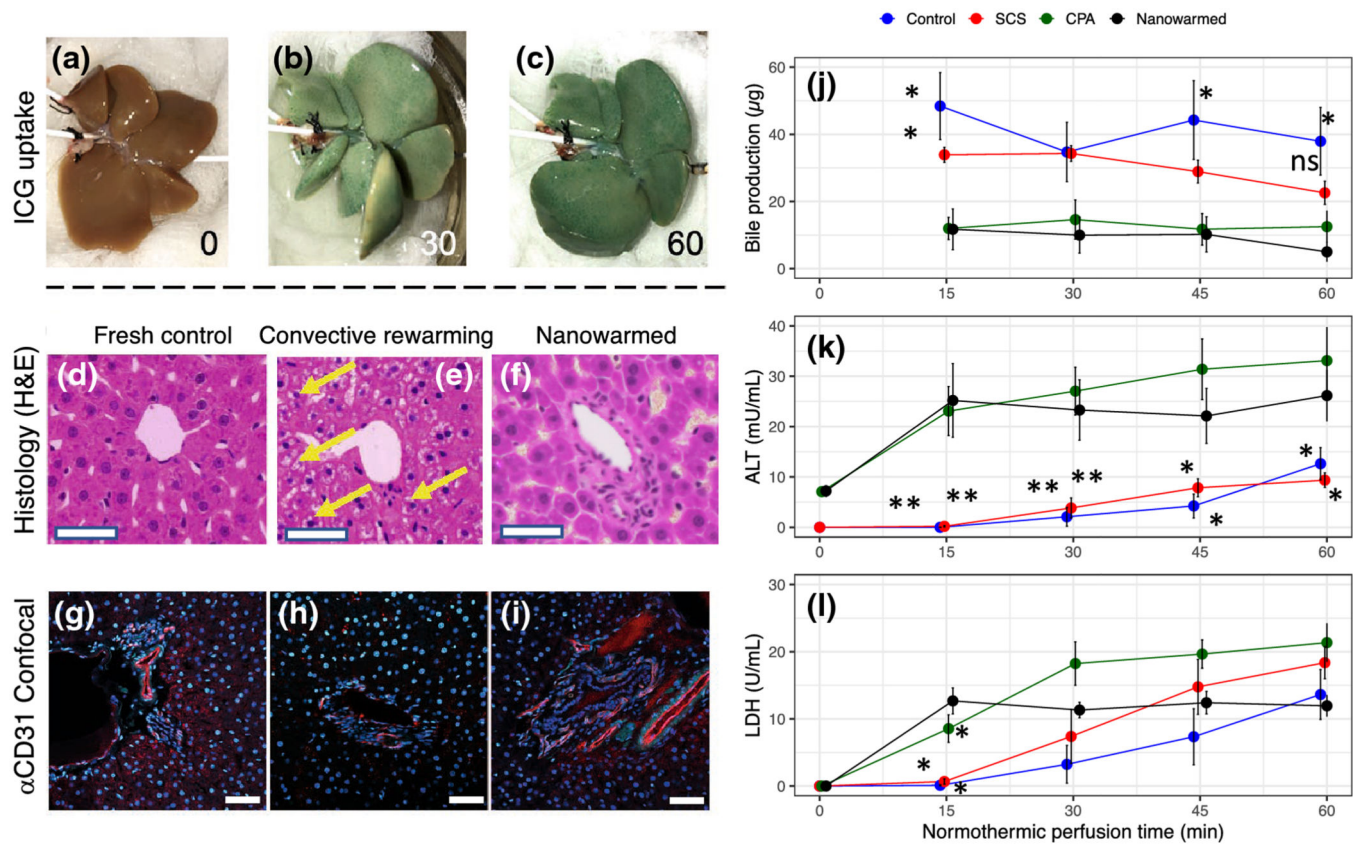 Control SCS CPA Nanowarmed
ICG uptake
(a) (b) (c)
0 30 60
Fresh control Convective rewarming Nanowarmed
Histology (H&E)
(d) (e) (f)
αCD31 Confocal
(g) (h) (i)
(j)
Bile production (µg)
60
40
20
0
*
*
*
*
ns
0 15 30 45 60
(k)
ALT (mU/mL)
40
30
20
10
0
** ** ** ** * * * *
0 15 30 45 60
(l)
LDH (U/mL)
30
20
10
0
* * *
0 15 30 45 60
Normothermic perfusion time (min)